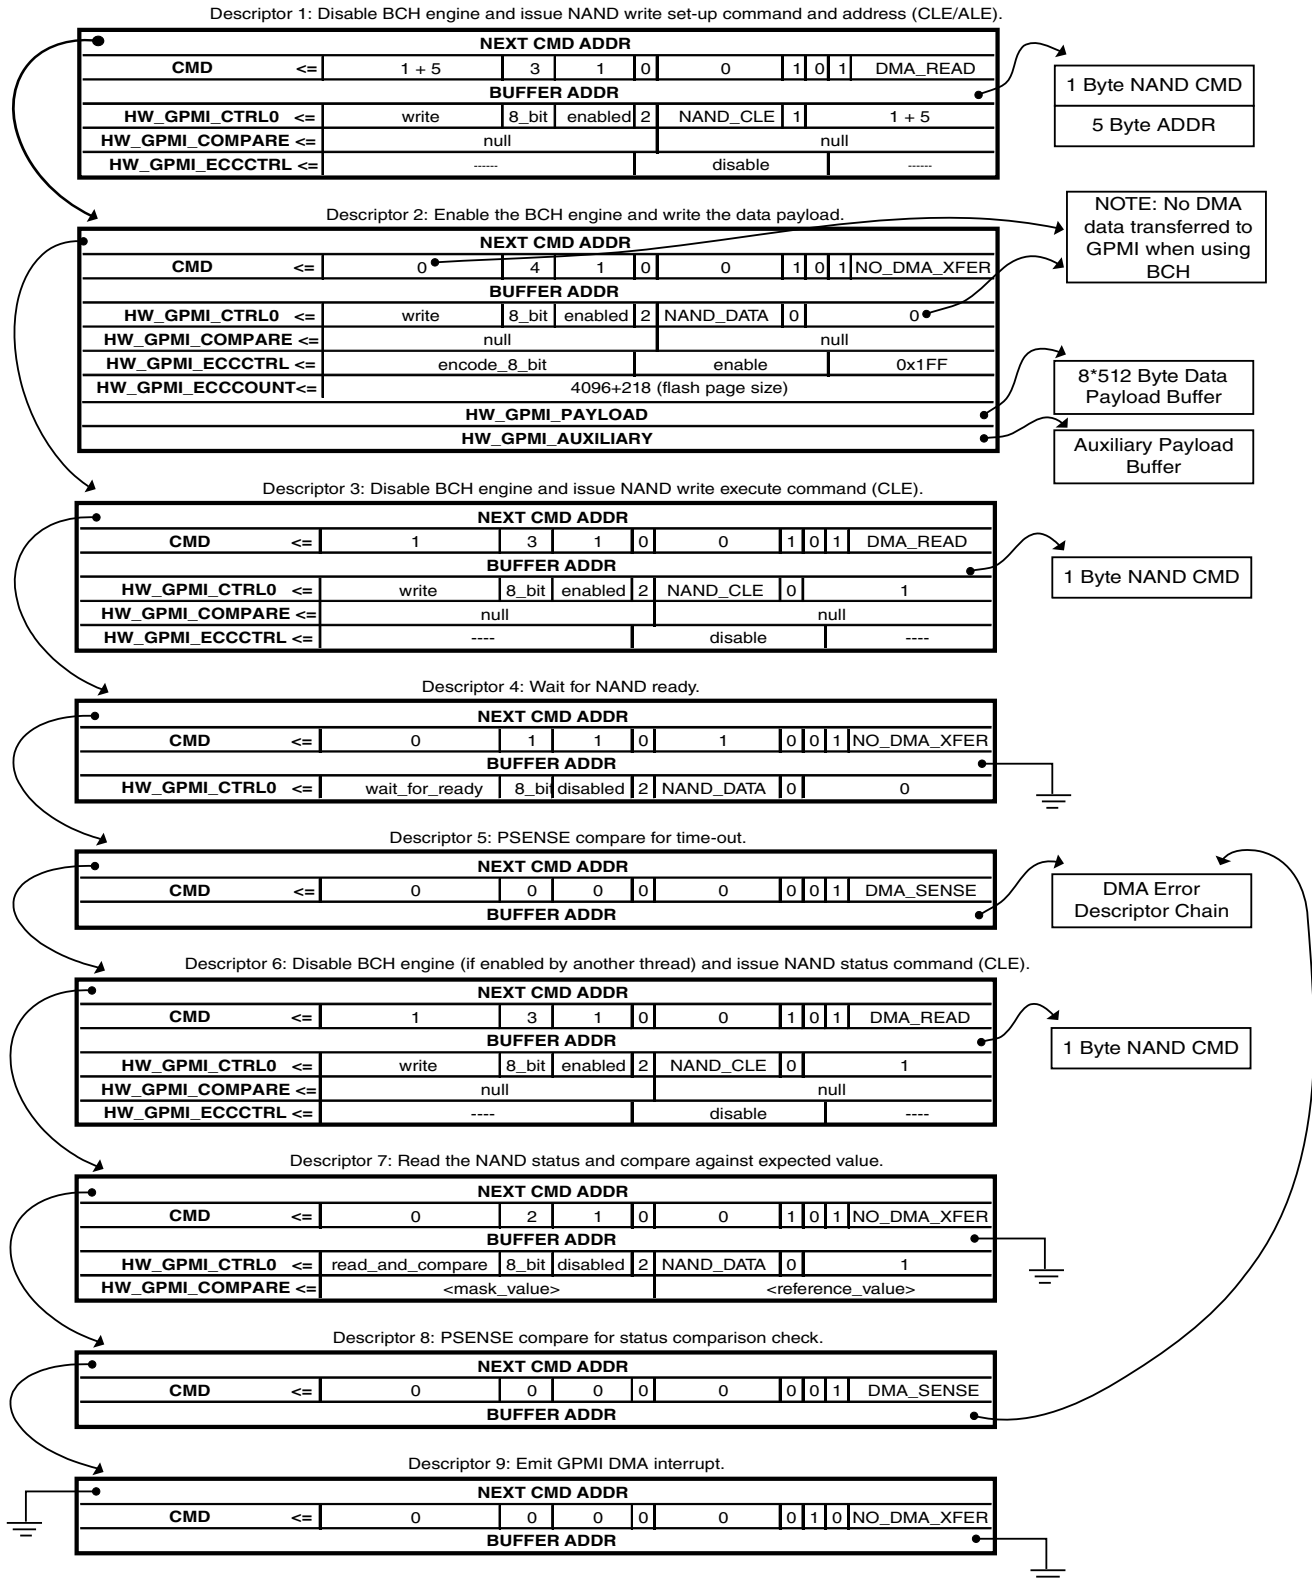 Descriptor 1: Disable BCH engine and issue NAND write set-up command and address (CLE/ALE).
NEXT CMD ADDR
CMD <= 1 + 5 3 1 0 0 1 0 1 DMA_READ
BUFFER ADDR
HW_GPMI_CTRL0 <= write 8_bit enabled 2 NAND_CLE 1 1 + 5
HW_GPMI_COMPARE <= null null
HW_GPMI_ECCCTRL <= ------ disable ------
1 Byte NAND CMD
5 Byte ADDR
Descriptor 2: Enable the BCH engine and write the data payload.
NEXT CMD ADDR
CMD <= 0 4 1 0 0 1 0 1 NO_DMA_XFER
BUFFER ADDR
HW_GPMI_CTRL0 <= write 8_bit enabled 2 NAND_DATA 0 0
HW_GPMI_COMPARE <= null null
HW_GPMI_ECCCTRL <= encode_8_bit enable 0x1FF
HW_GPMI_ECCCOUNT<= 4096+218 (flash page size)
HW_GPMI_PAYLOAD
HW_GPMI_AUXILIARY
NOTE: No DMA
data transferred to
GPMI when using
BCH
8*512 Byte Data
Payload Buffer
Auxiliary Payload
Buffer
Descriptor 3: Disable BCH engine and issue NAND write execute command (CLE).
NEXT CMD ADDR
CMD <= 1 3 1 0 0 1 0 1 DMA_READ
BUFFER ADDR
HW_GPMI_CTRL0 <= write 8_bit enabled 2 NAND_CLE 0 1
HW_GPMI_COMPARE <= null null
HW_GPMI_ECCCTRL <= ---- disable ----
1 Byte NAND CMD
Descriptor 4: Wait for NAND ready.
NEXT CMD ADDR
CMD <= 0 1 1 0 1 0 0 1 NO_DMA_XFER
BUFFER ADDR
HW_GPMI_CTRL0 <= wait_for_ready 8_bit disabled 2 NAND_DATA 0 0
Descriptor 5: PSENSE compare for time-out.
NEXT CMD ADDR
CMD <= 0 0 0 0 0 0 0 1 DMA_SENSE
BUFFER ADDR
DMA Error
Descriptor Chain
Descriptor 6: Disable BCH engine (if enabled by another thread) and issue NAND status command (CLE).
NEXT CMD ADDR
CMD <= 1 3 1 0 0 1 0 1 DMA_READ
BUFFER ADDR
HW_GPMI_CTRL0 <= write 8_bit enabled 2 NAND_CLE 0 1
HW_GPMI_COMPARE <= null null
HW_GPMI_ECCCTRL <= ---- disable ----
1 Byte NAND CMD
Descriptor 7: Read the NAND status and compare against expected value.
NEXT CMD ADDR
CMD <= 0 2 1 0 0 1 0 1 NO_DMA_XFER
BUFFER ADDR
HW_GPMI_CTRL0 <= read_and_compare 8_bit disabled 2 NAND_DATA 0 1
HW_GPMI_COMPARE <= <mask_value> <reference_value>
Descriptor 8: PSENSE compare for status comparison check.
NEXT CMD ADDR
CMD <= 0 0 0 0 0 0 0 1 DMA_SENSE
BUFFER ADDR
Descriptor 9: Emit GPMI DMA interrupt.
NEXT CMD ADDR
CMD <= 0 0 0 0 0 0 1 0 NO_DMA_XFER
BUFFER ADDR